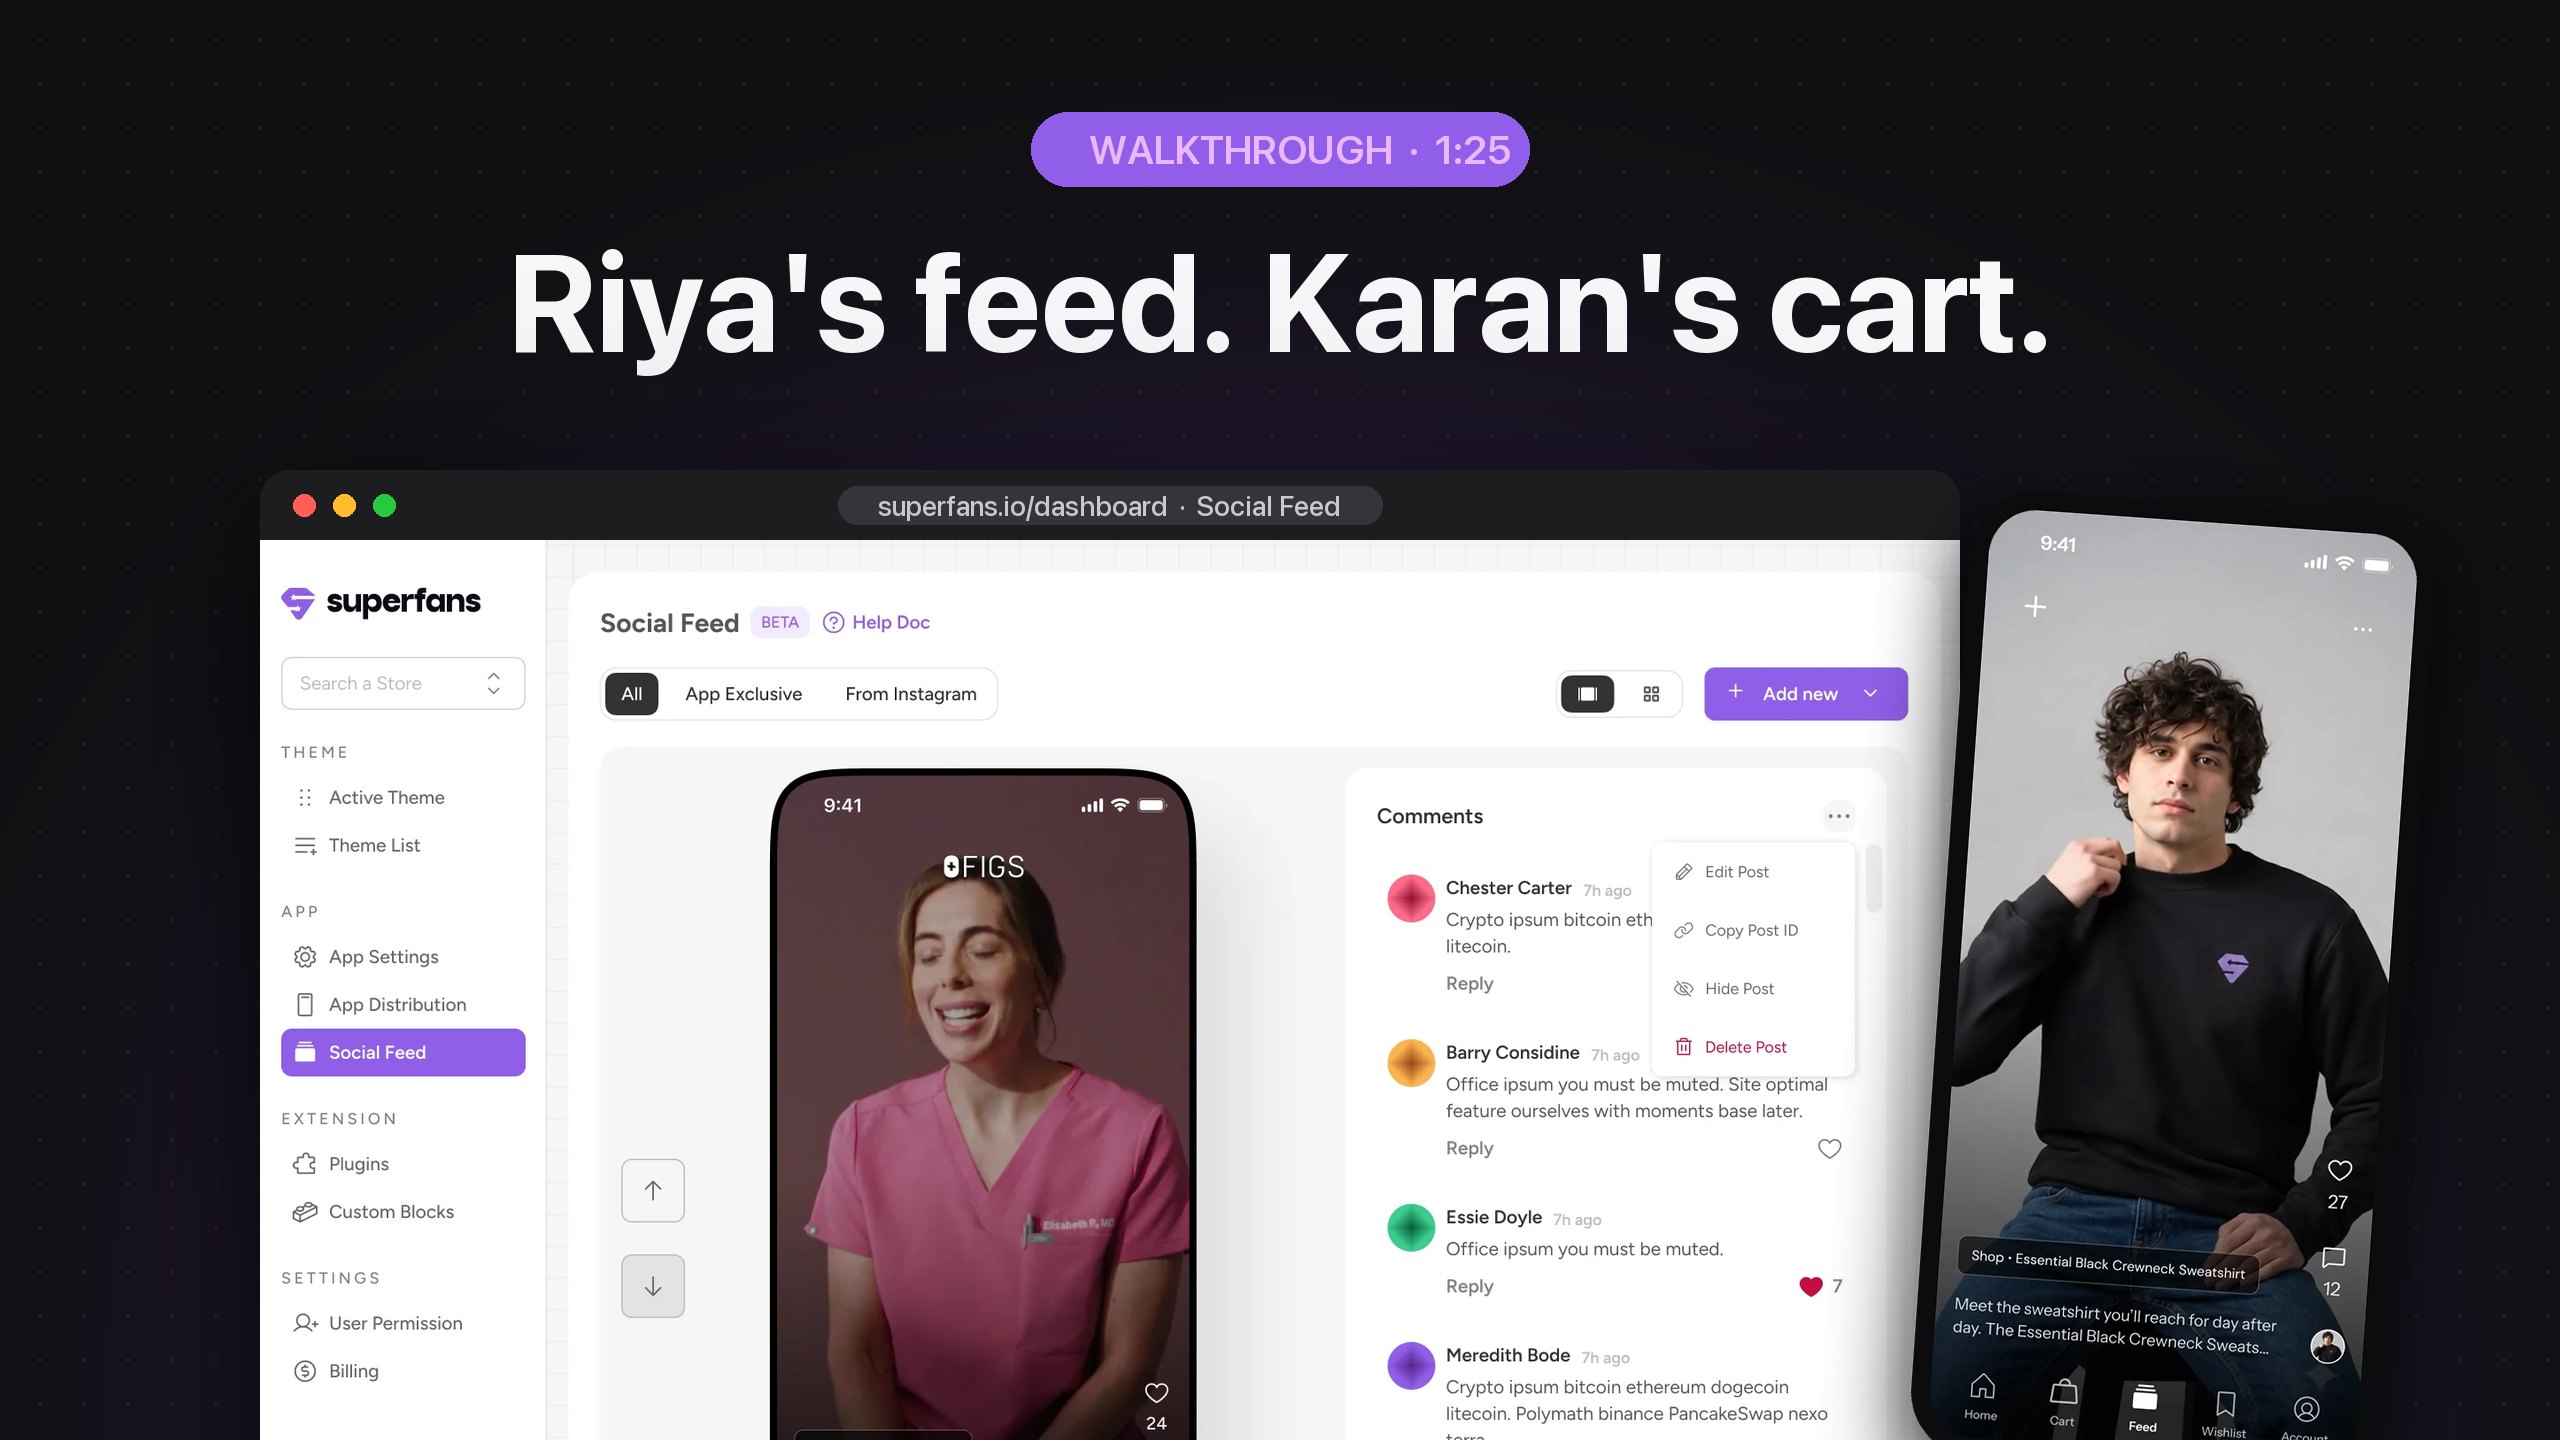 WALKTHROUGH · 1:25
Riya's feed. Karan's cart.
superfans.io/dashboard · Social Feed
superfans
Search a Store
THEME
Active Theme
Theme List
APP
App Settings
App Distribution
Social Feed
EXTENSION
Plugins
Custom Blocks
SETTINGS
User Permission
Billing
Social Feed BETA Help Doc
All App Exclusive From Instagram
Add new
9:41
FIGS
Elisabeth R, MD
24
Comments
Edit Post
Copy Post ID
Hide Post
Delete Post
Chester Carter 7h ago
Crypto ipsum bitcoin eth
litecoin.
Reply
Barry Considine 7h ago
Office ipsum you must be muted. Site optimal
feature ourselves with moments base later.
Reply
Essie Doyle 7h ago
Office ipsum you must be muted.
Reply 7
Meredith Bode 7h ago
Crypto ipsum bitcoin ethereum dogecoin
litecoin. Polymath binance PancakeSwap nexo
9:41
27
12
Shop • Essential Black Crewneck Sweatshirt
Meet the sweatshirt you'll reach for day after
day. The Essential Black Crewneck Sweats...
Home Cart Feed Wishlist Account